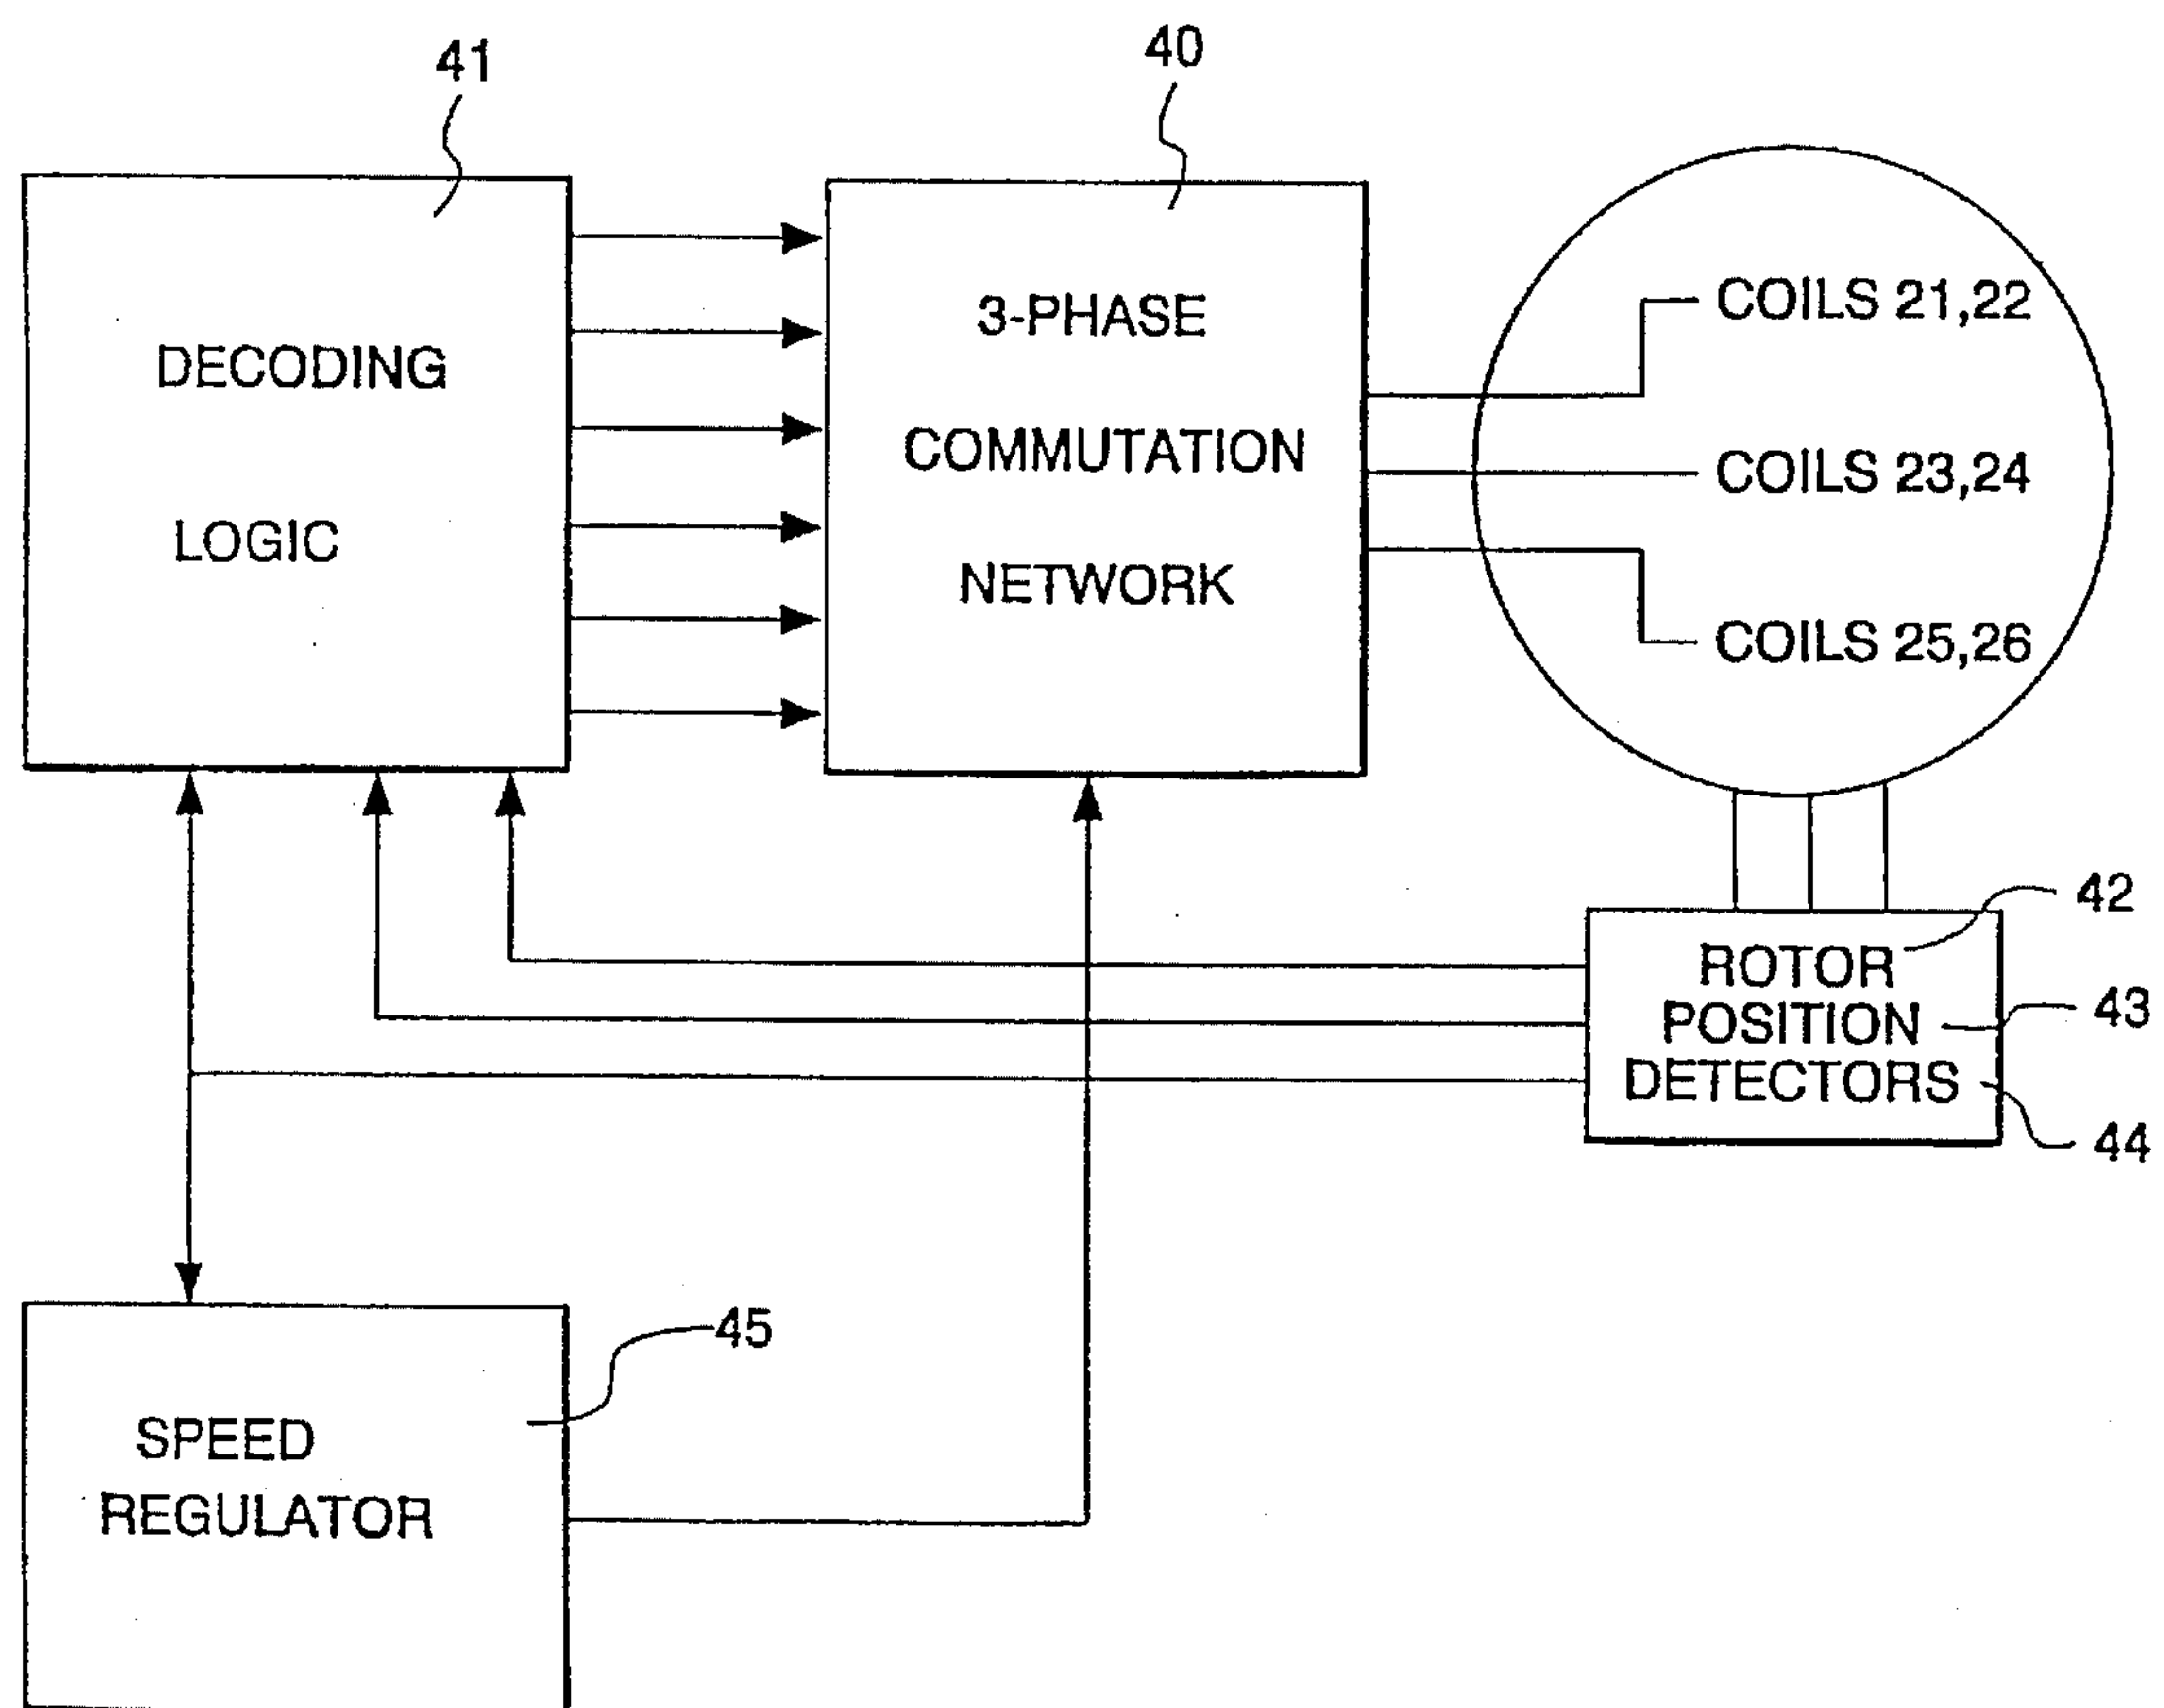 41
40
DECODING
LOGIC
3-PHASE
COMMUTATION
NETWORK
COILS 21,22
COILS 23,24
COILS 25,26
42
ROTOR
POSITION
DETECTORS
43
44
45
SPEED
REGULATOR